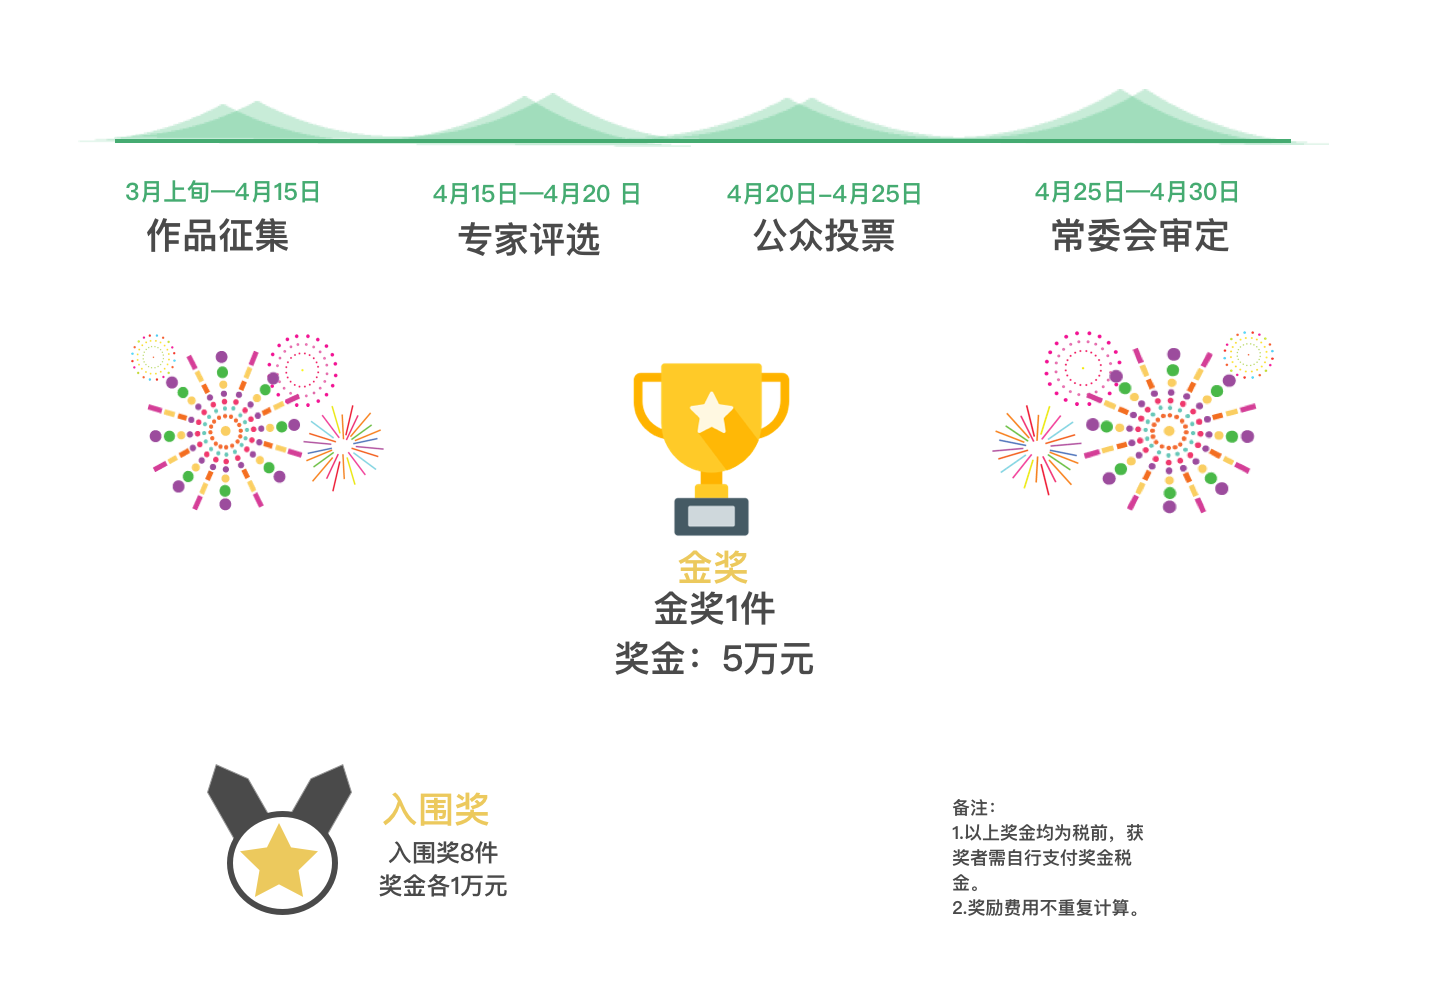 3月上旬—4月15日
作品征集
4月15日—4月20 日
专家评选
4月20日-4月25日
公众投票
4月25日—4月30日
常委会审定
金奖
金奖1件
奖金：5万元
入围奖
入围奖8件
奖金各1万元
备注：
1.以上奖金均为税前，获
奖者需自行支付奖金税
金。
2.奖励费用不重复计算。